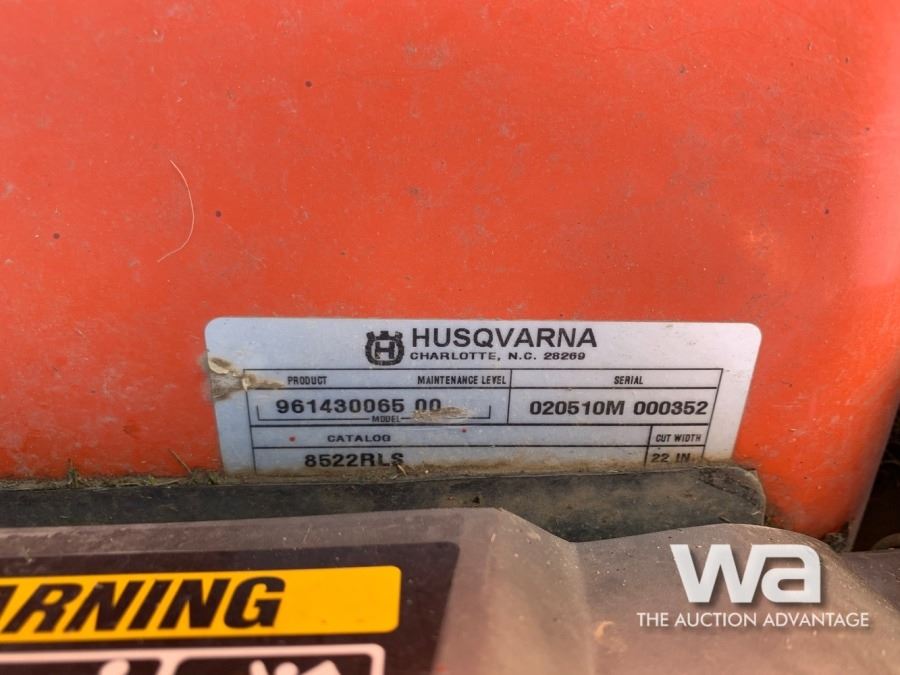 HUSQVARNA
CHARLOTTE, N.C. 28269
PRODUCT MAINTENANCE LEVEL SERIAL
961430065 00 020510M 000352
MODEL
CATALOG CUT WIDTH
8522RLS 22 IN
ARNING
wa
THE AUCTION ADVANTAGE